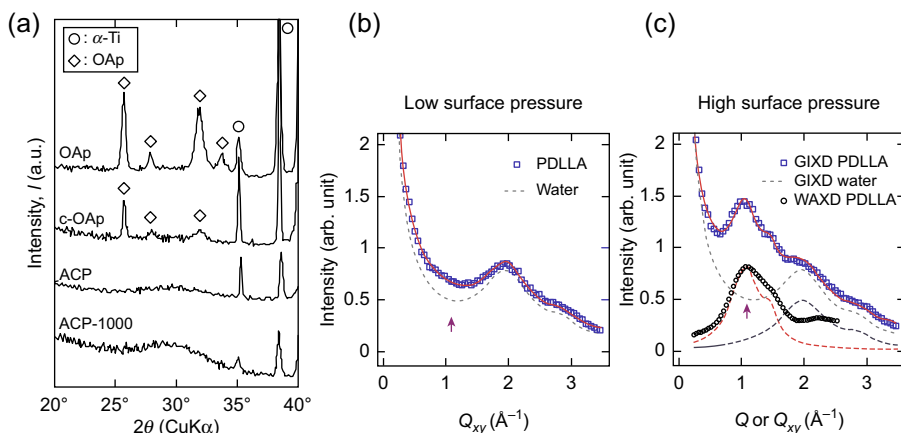 (a)
○: α-Ti
◇: OAp
OAp
c-OAp
ACP
ACP-1000
Intensity, I (a.u.)
20° 25° 30° 35° 40°
2θ (CuKα)
(b)
Low surface pressure
PDLLA
Water
Intensity (arb. unit)
2
1.5
1
0.5
0
0 1 2 3
Qxy (Å⁻¹)
(c)
High surface pressure
GIXD PDLLA
GIXD water
WAXD PDLLA
Intensity (arb. unit)
2
1.5
1
0.5
0
0 1 2 3
Q or Qxy (Å⁻¹)